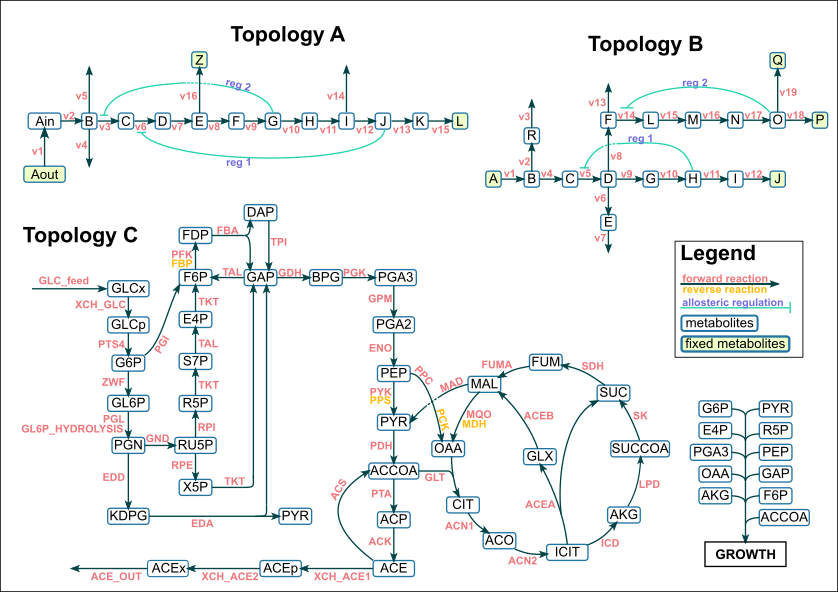 Topology A
Z
v5
v16
reg 2
v14
Ain
v2
B
v3
C
v6
D
v7
E
v8
F
v9
G
v10
H
v11
I
v12
J
v13
K
v15
L
v1
v4
reg 1
Aout
Topology B
Q
v13
reg 2
v19
F
v14
L
v15
M
v16
N
v17
O
v18
P
v3
R
v2
v8
reg 1
A
v1
B
v4
C
v5
D
v9
G
v10
H
v11
I
v12
J
v6
E
v7
Topology C
DAP
FDP
FBA
TPI
PFK
FBP
F6P
TAL
GAP
GDH
BPG
PGK
PGA3
GLC_feed
GLCx
XCH_GLC
TKT
GPM
GLCp
E4P
PGA2
PTS4
PGI
TAL
ENO
G6P
S7P
PEP
PPC
ZWF
TKT
PYK
PPS
GL6P
R5P
PYR
PCK
MAD
PGL
GL6P_HYDROLYSIS
RPI
PGN
GND
RU5P
PDH
OAA
RPE
EDD
X5P
TKT
ACCOA
GLT
KDPG
EDA
PYR
ACS
PTA
ACP
ACK
ACE
XCH_ACE1
ACEp
XCH_ACE2
ACEx
ACE_OUT
MAL
FUMA
FUM
SDH
SUC
MQO
MDH
ACEB
SK
GLX
SUCCOA
CIT
ACEA
LPD
ACN1
AKG
ACO
ICD
ACN2
ICIT
Legend
forward reaction
reverse reaction
allosteric regulation
metabolites
fixed metabolites
G6P
PYR
E4P
R5P
PGA3
PEP
OAA
GAP
AKG
F6P
ACCOA
GROWTH